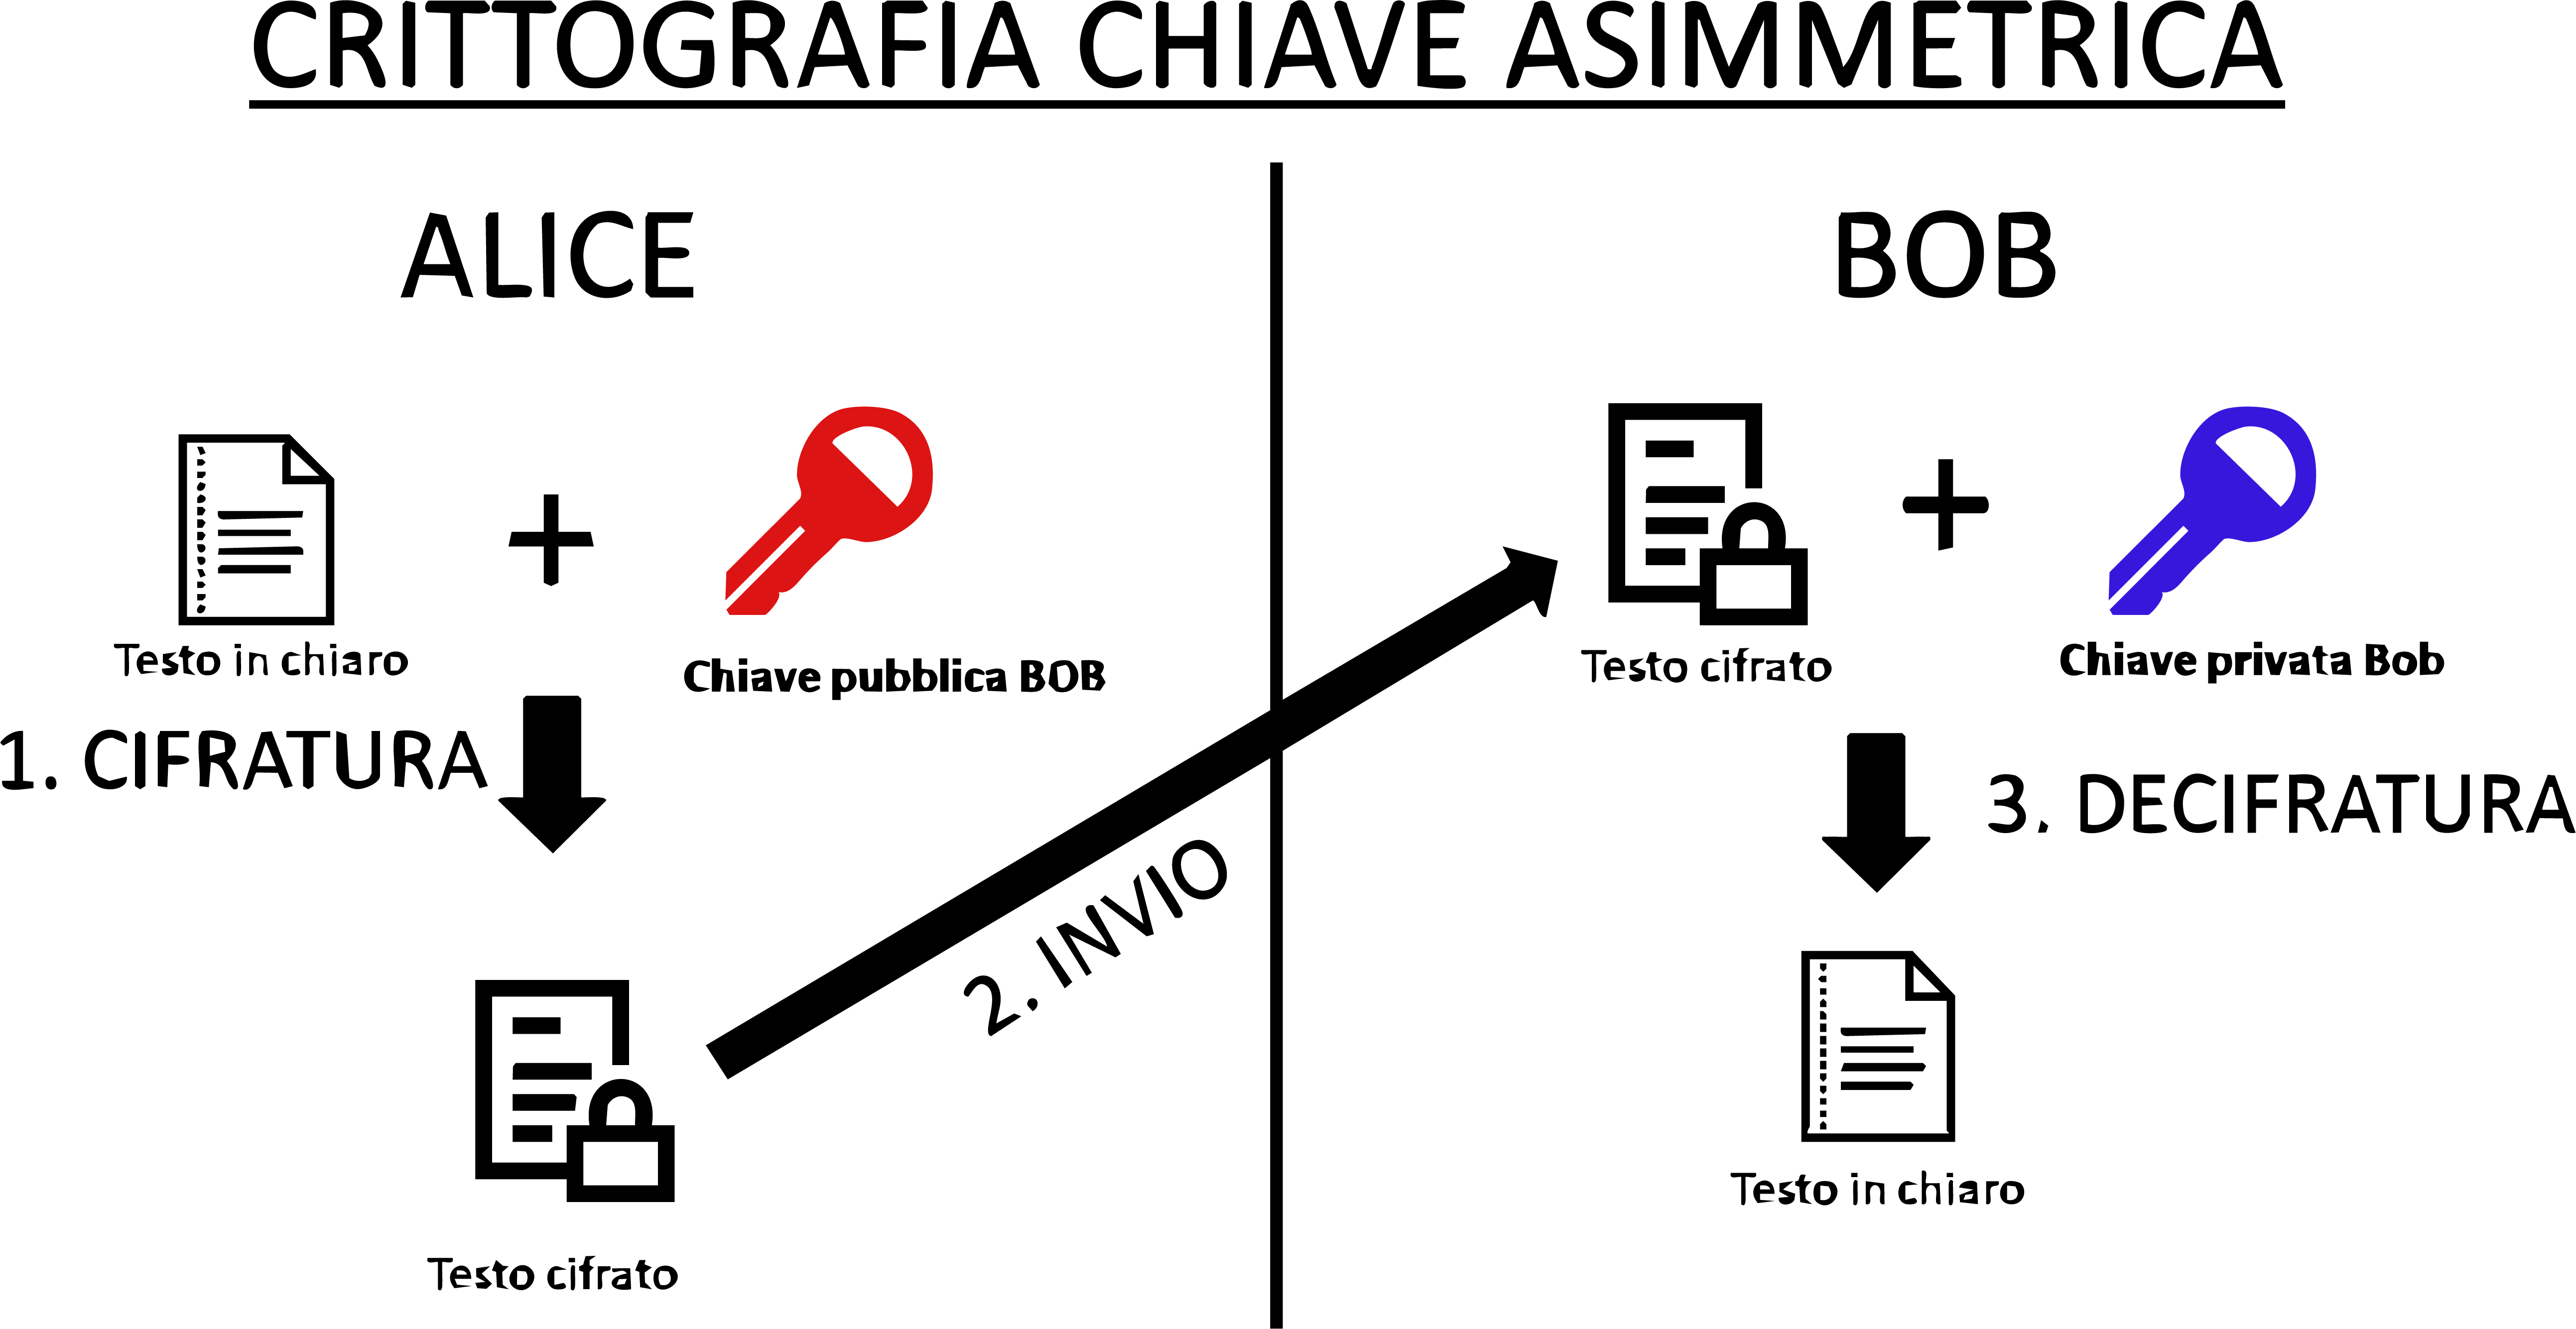 CRITTOGRAFIA CHIAVE ASIMMETRICA
ALICE
Testo in chiaro
Chiave pubblica BOB
1. CIFRATURA
Testo cifrato
2. INVIO
BOB
Testo cifrato
Chiave privata Bob
3. DECIFRATURA
Testo in chiaro